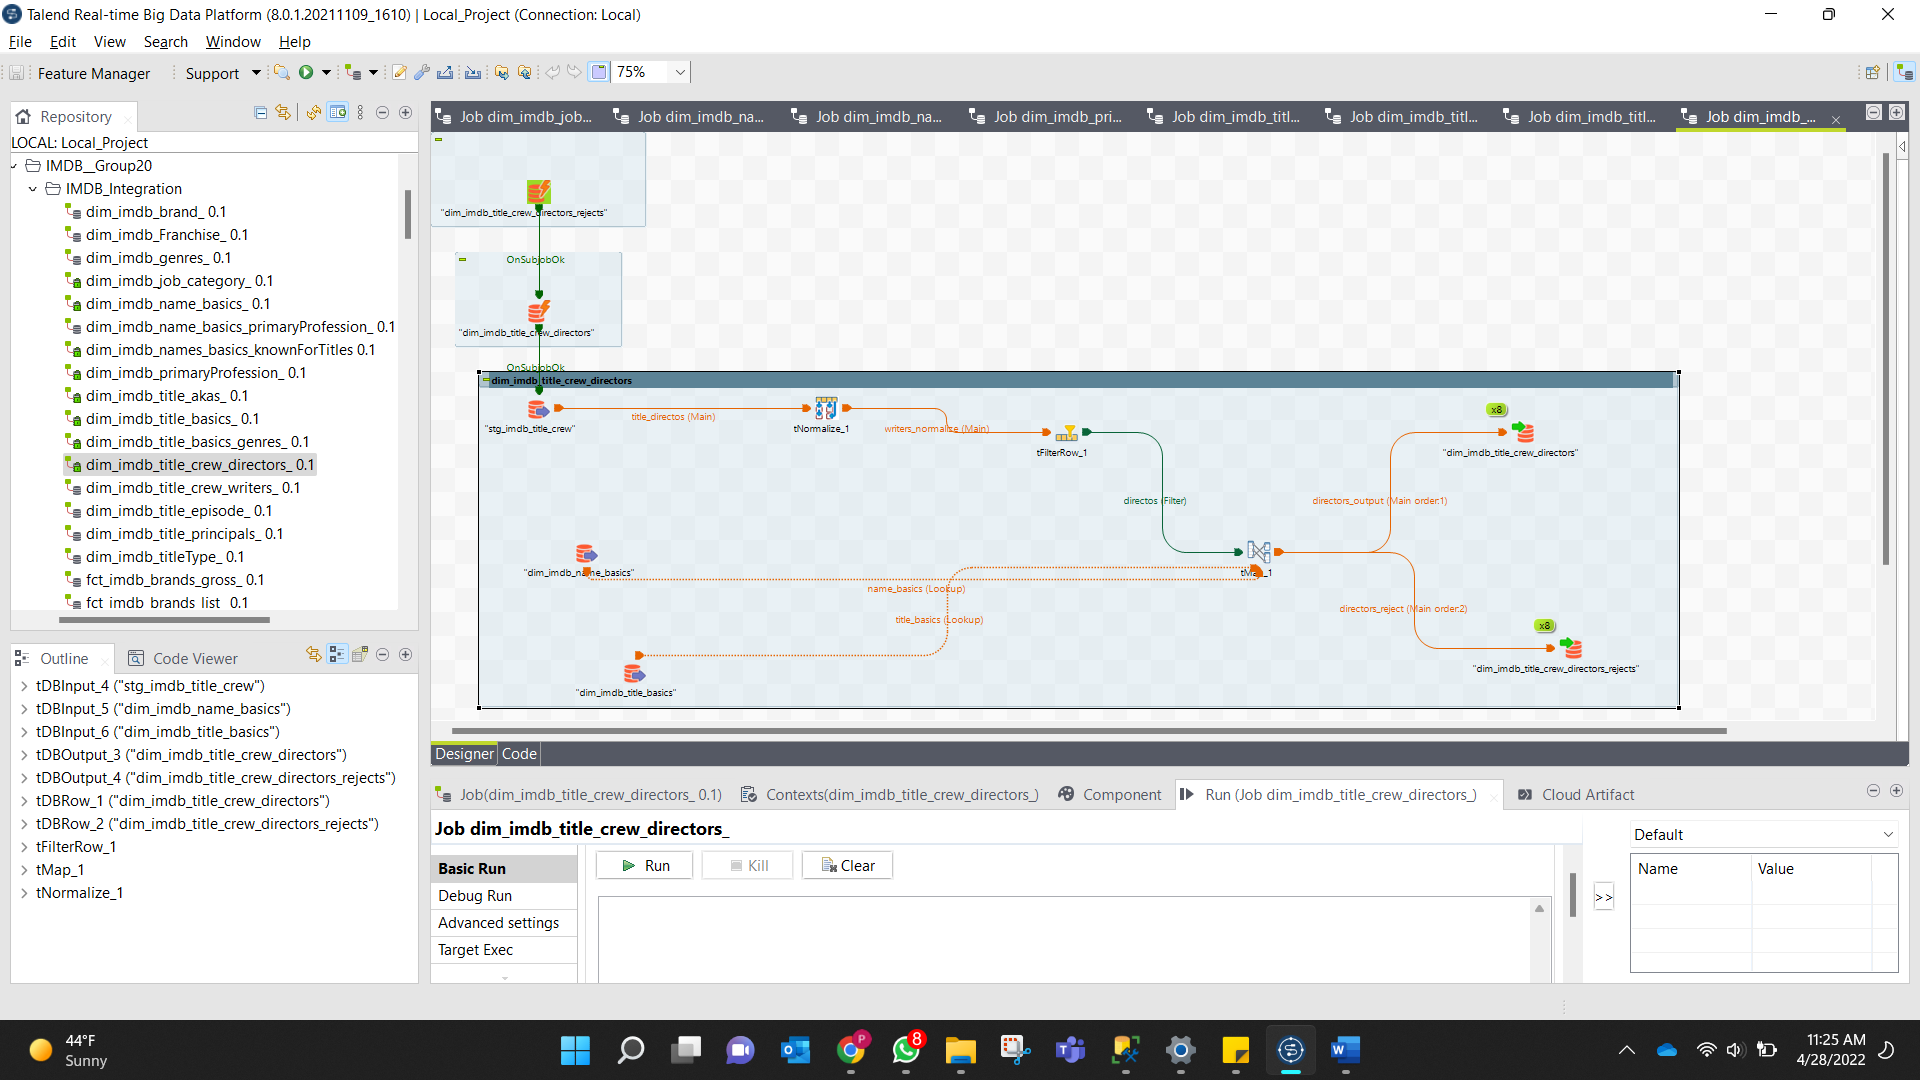 Talend Real-time Big Data Platform (8.0.1.20211109_1610) | Local_Project (Connection: Local)
File Edit View Search Window Help
Feature Manager Support 75%
Repository
LOCAL: Local_Project
IMDB__Group20
IMDB_Integration
dim_imdb_brand_ 0.1
dim_imdb_Franchise_ 0.1
dim_imdb_genres_ 0.1
dim_imdb_job_category_ 0.1
dim_imdb_name_basics_ 0.1
dim_imdb_name_basics_primaryProfession_ 0.1
dim_imdb_names_basics_knownForTitles 0.1
dim_imdb_primaryProfession_ 0.1
dim_imdb_title_akas_ 0.1
dim_imdb_title_basics_ 0.1
dim_imdb_title_basics_genres_ 0.1
dim_imdb_title_crew_directors_ 0.1
dim_imdb_title_crew_writers_ 0.1
dim_imdb_title_episode_ 0.1
dim_imdb_title_principals_ 0.1
dim_imdb_titleType_ 0.1
fct_imdb_brands_gross_ 0.1
fct_imdb_brands_list_ 0.1
Outline Code Viewer
tDBInput_4 ("stg_imdb_title_crew")
tDBInput_5 ("dim_imdb_name_basics")
tDBInput_6 ("dim_imdb_title_basics")
tDBOutput_3 ("dim_imdb_title_crew_directors")
tDBOutput_4 ("dim_imdb_title_crew_directors_rejects")
tDBRow_1 ("dim_imdb_title_crew_directors")
tDBRow_2 ("dim_imdb_title_crew_directors_rejects")
tFilterRow_1
tMap_1
tNormalize_1
Job dim_imdb_job... Job dim_imdb_na... Job dim_imdb_na... Job dim_imdb_pri... Job dim_imdb_titl... Job dim_imdb_titl... Job dim_imdb_titl... Job dim_imdb_...
"dim_imdb_title_crew_directors_rejects"
OnSubjobOk
"dim_imdb_title_crew_directors"
OnSubjobOk
dim_imdb_title_crew_directors
x8
title_directos (Main)
"stg_imdb_title_crew" tNormalize_1 writers_normalize (Main)
tFilterRow_1 "dim_imdb_title_crew_directors"
directos (Filter) directors_output (Main order:1)
"dim_imdb_name_basics" tMap_1
name_basics (Lookup)
directors_reject (Main order:2)
title_basics (Lookup)
x8
"dim_imdb_title_crew_directors_rejects"
"dim_imdb_title_basics"
Designer Code
Job(dim_imdb_title_crew_directors_ 0.1) Contexts(dim_imdb_title_crew_directors_) Component Run (Job dim_imdb_title_crew_directors_) Cloud Artifact
Job dim_imdb_title_crew_directors_
Basic Run
Debug Run
Advanced settings
Target Exec
Run Kill Clear
>>
Default
Name Value
44°F
Sunny
P
8
11:25 AM
4/28/2022